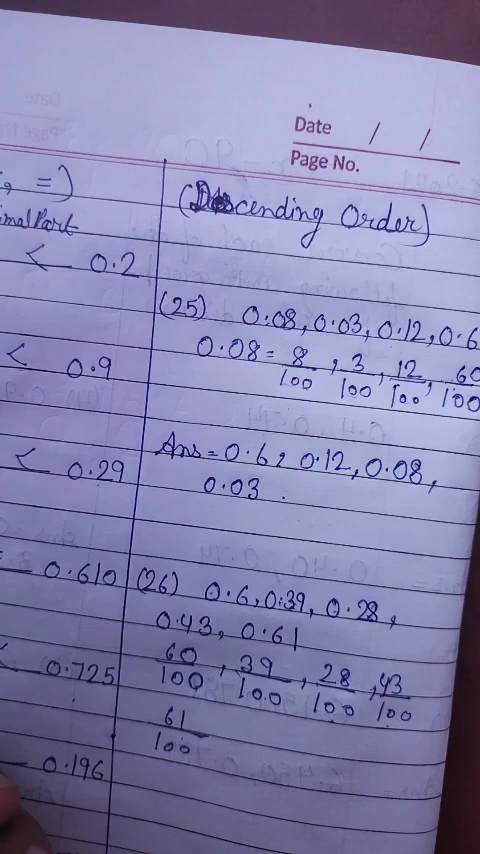 Date / /
Page No.
, =)
imal Part
< 0.2
< 0.9
< 0.29
0.610
< 0.725
0.196
(Descending Order)
(25) 0.08, 0.03, 0.12, 0.6
0.08 = 8/100, 3/100, 12/100, 60/100
Ans = 0.6, 0.12, 0.08,
0.03.
(26) 0.6, 0.39, 0.28,
0.43, 0.61
60/100, 39/100, 28/100, 43/100
61/100